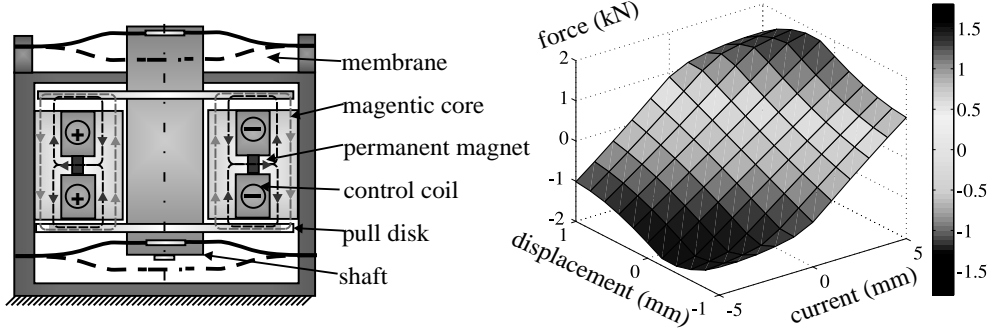 membrane
magentic core
permanent magnet
control coil
pull disk
shaft
+
−
+
−
force (kN)
2
1
0
-1
-2
1
0
-1
displacement (mm)
-5
0
5
current (mm)
1.5
1
0.5
0
-0.5
-1
-1.5